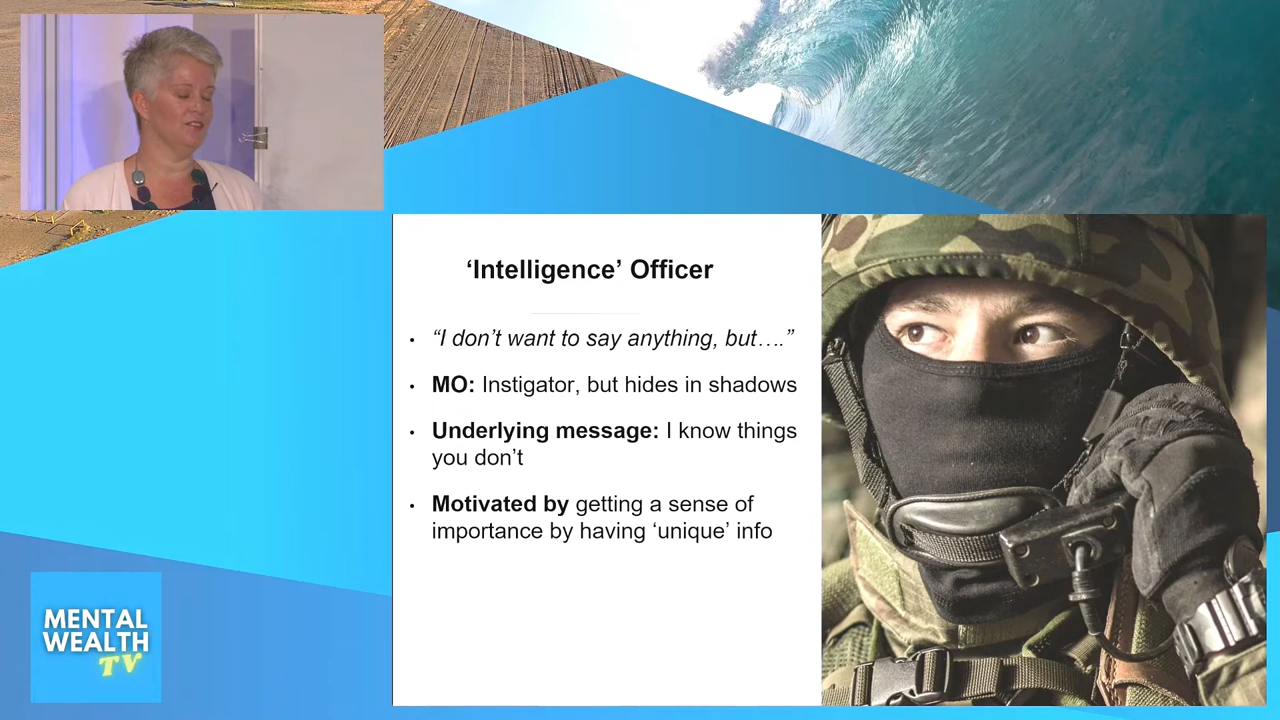 ‘Intelligence’ Officer
• “I don’t want to say anything, but….”
• MO: Instigator, but hides in shadows
• Underlying message: I know things
you don’t
• Motivated by getting a sense of
importance by having ‘unique’ info
MENTAL
WEALTH
TV